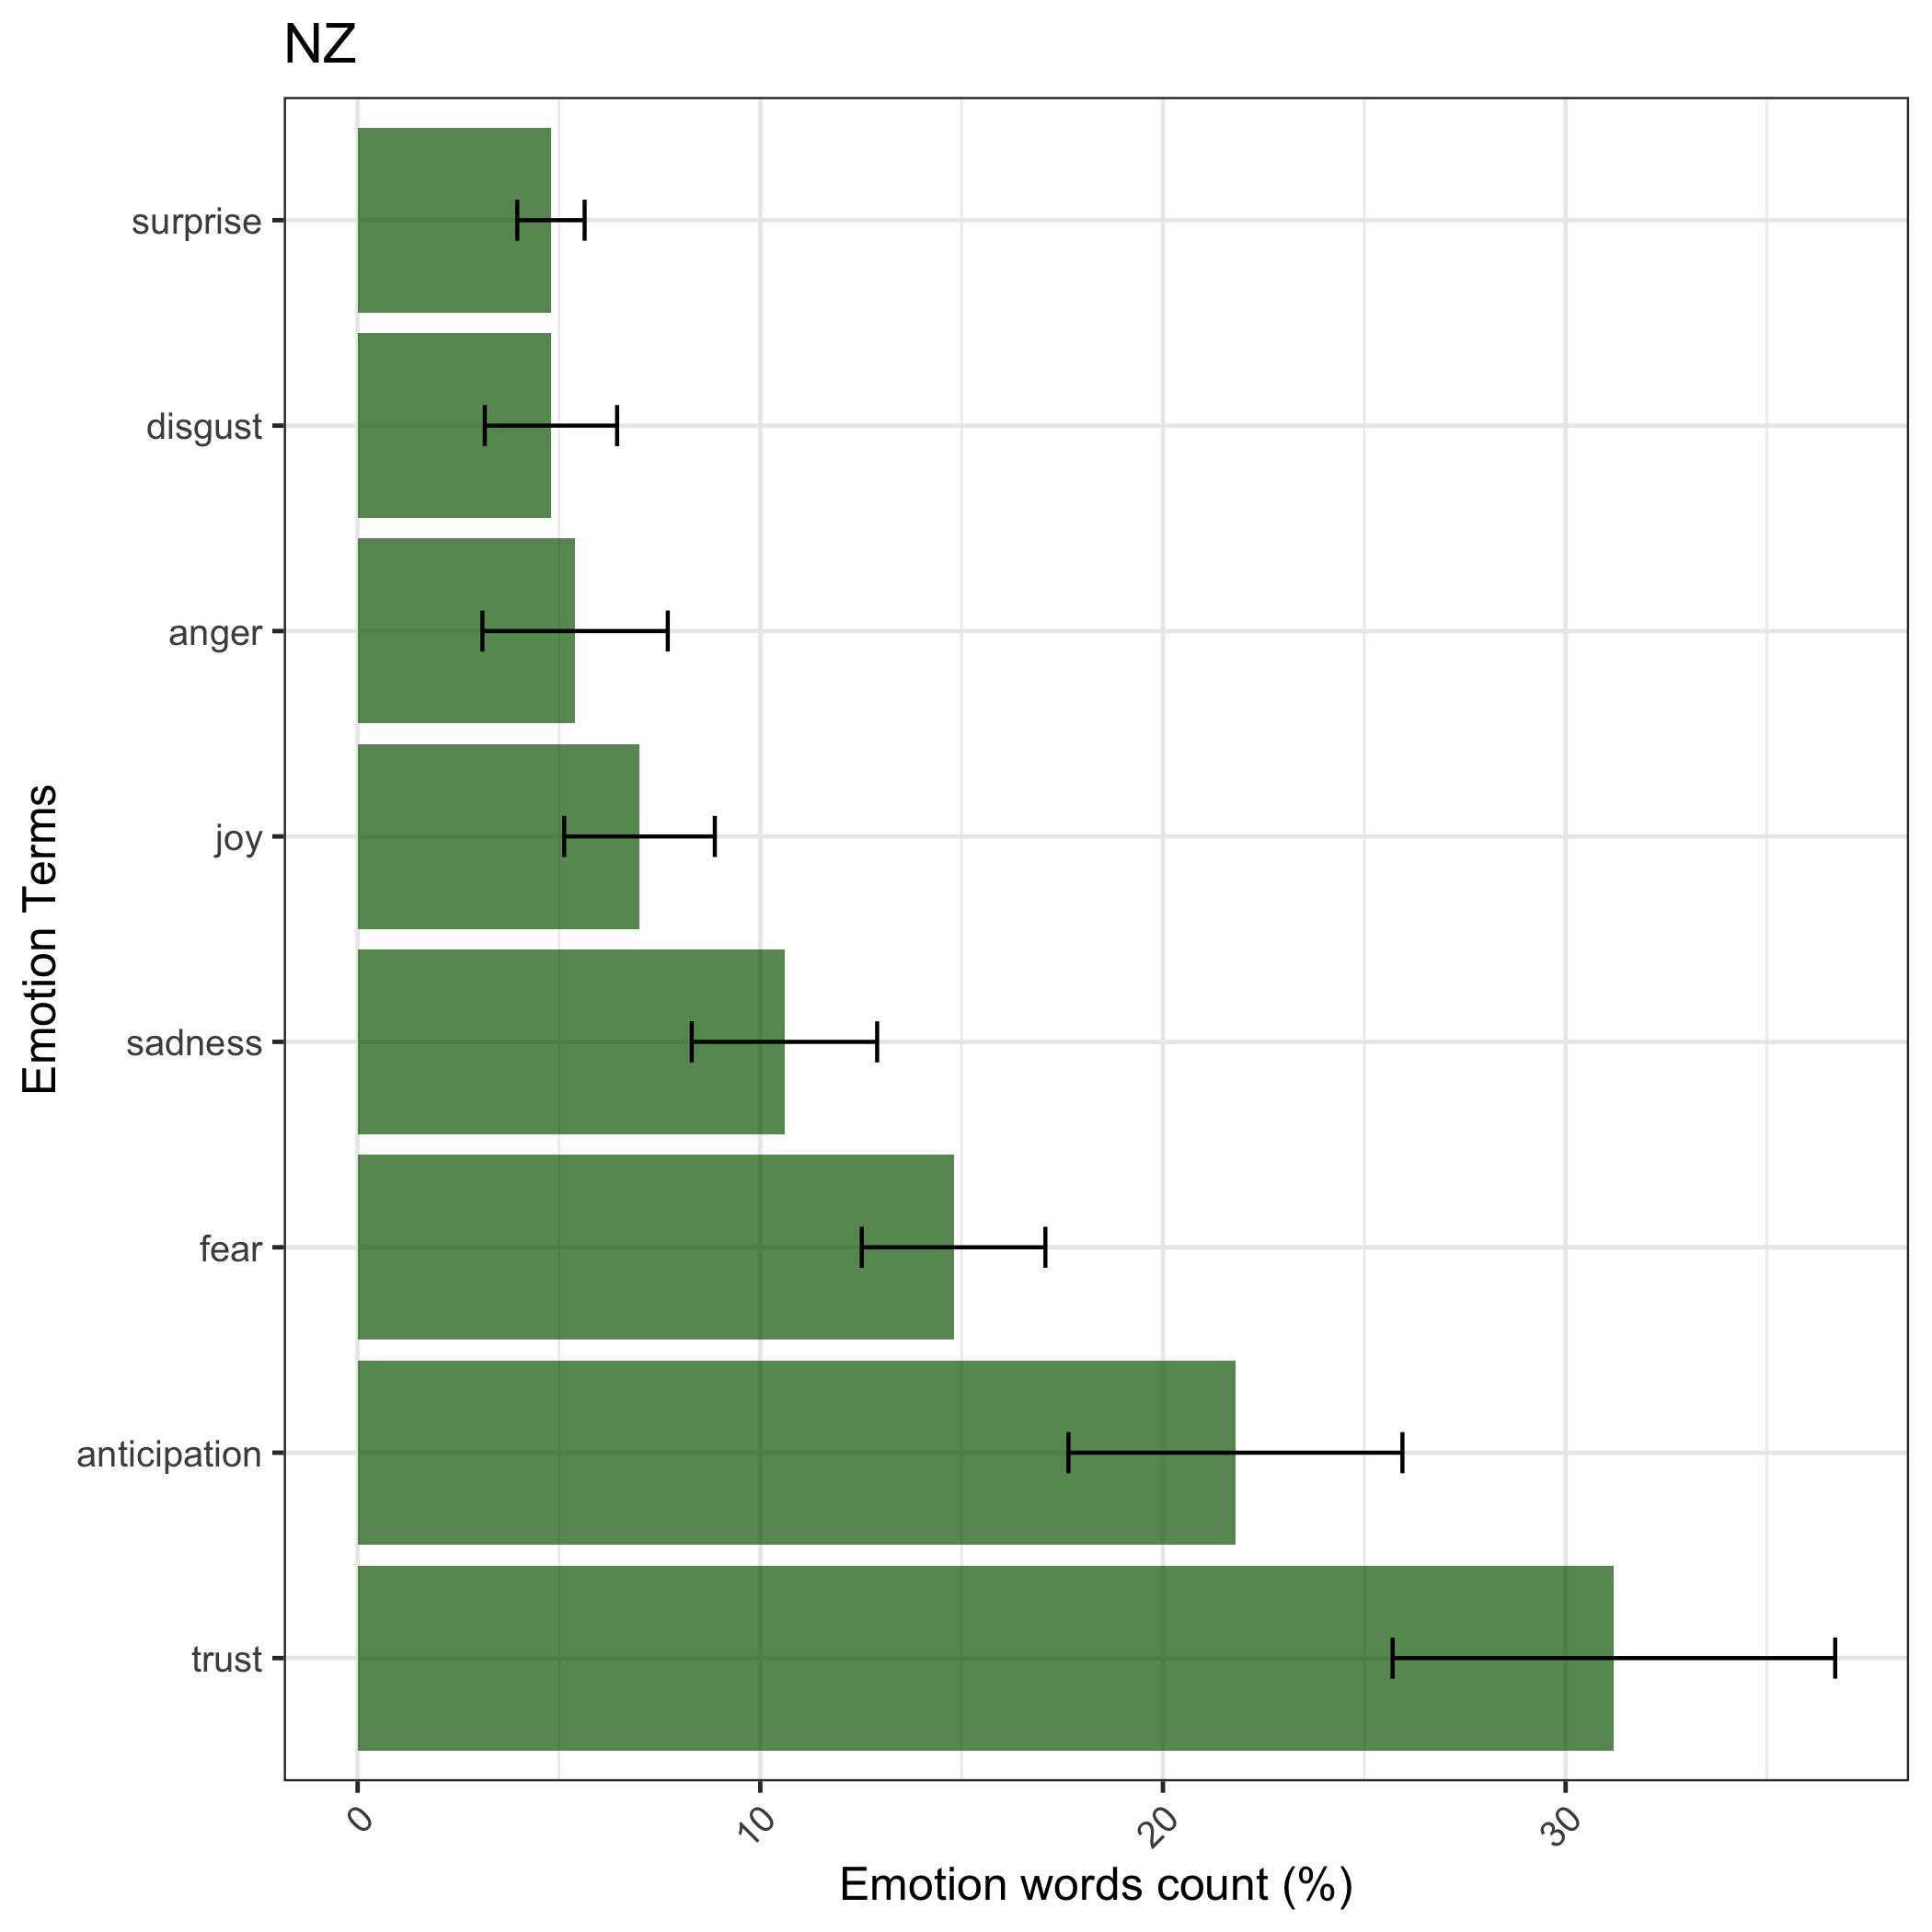 NZ
Emotion Terms
surprise
disgust
anger
joy
sadness
fear
anticipation
trust
0
10
20
30
Emotion words count (%)